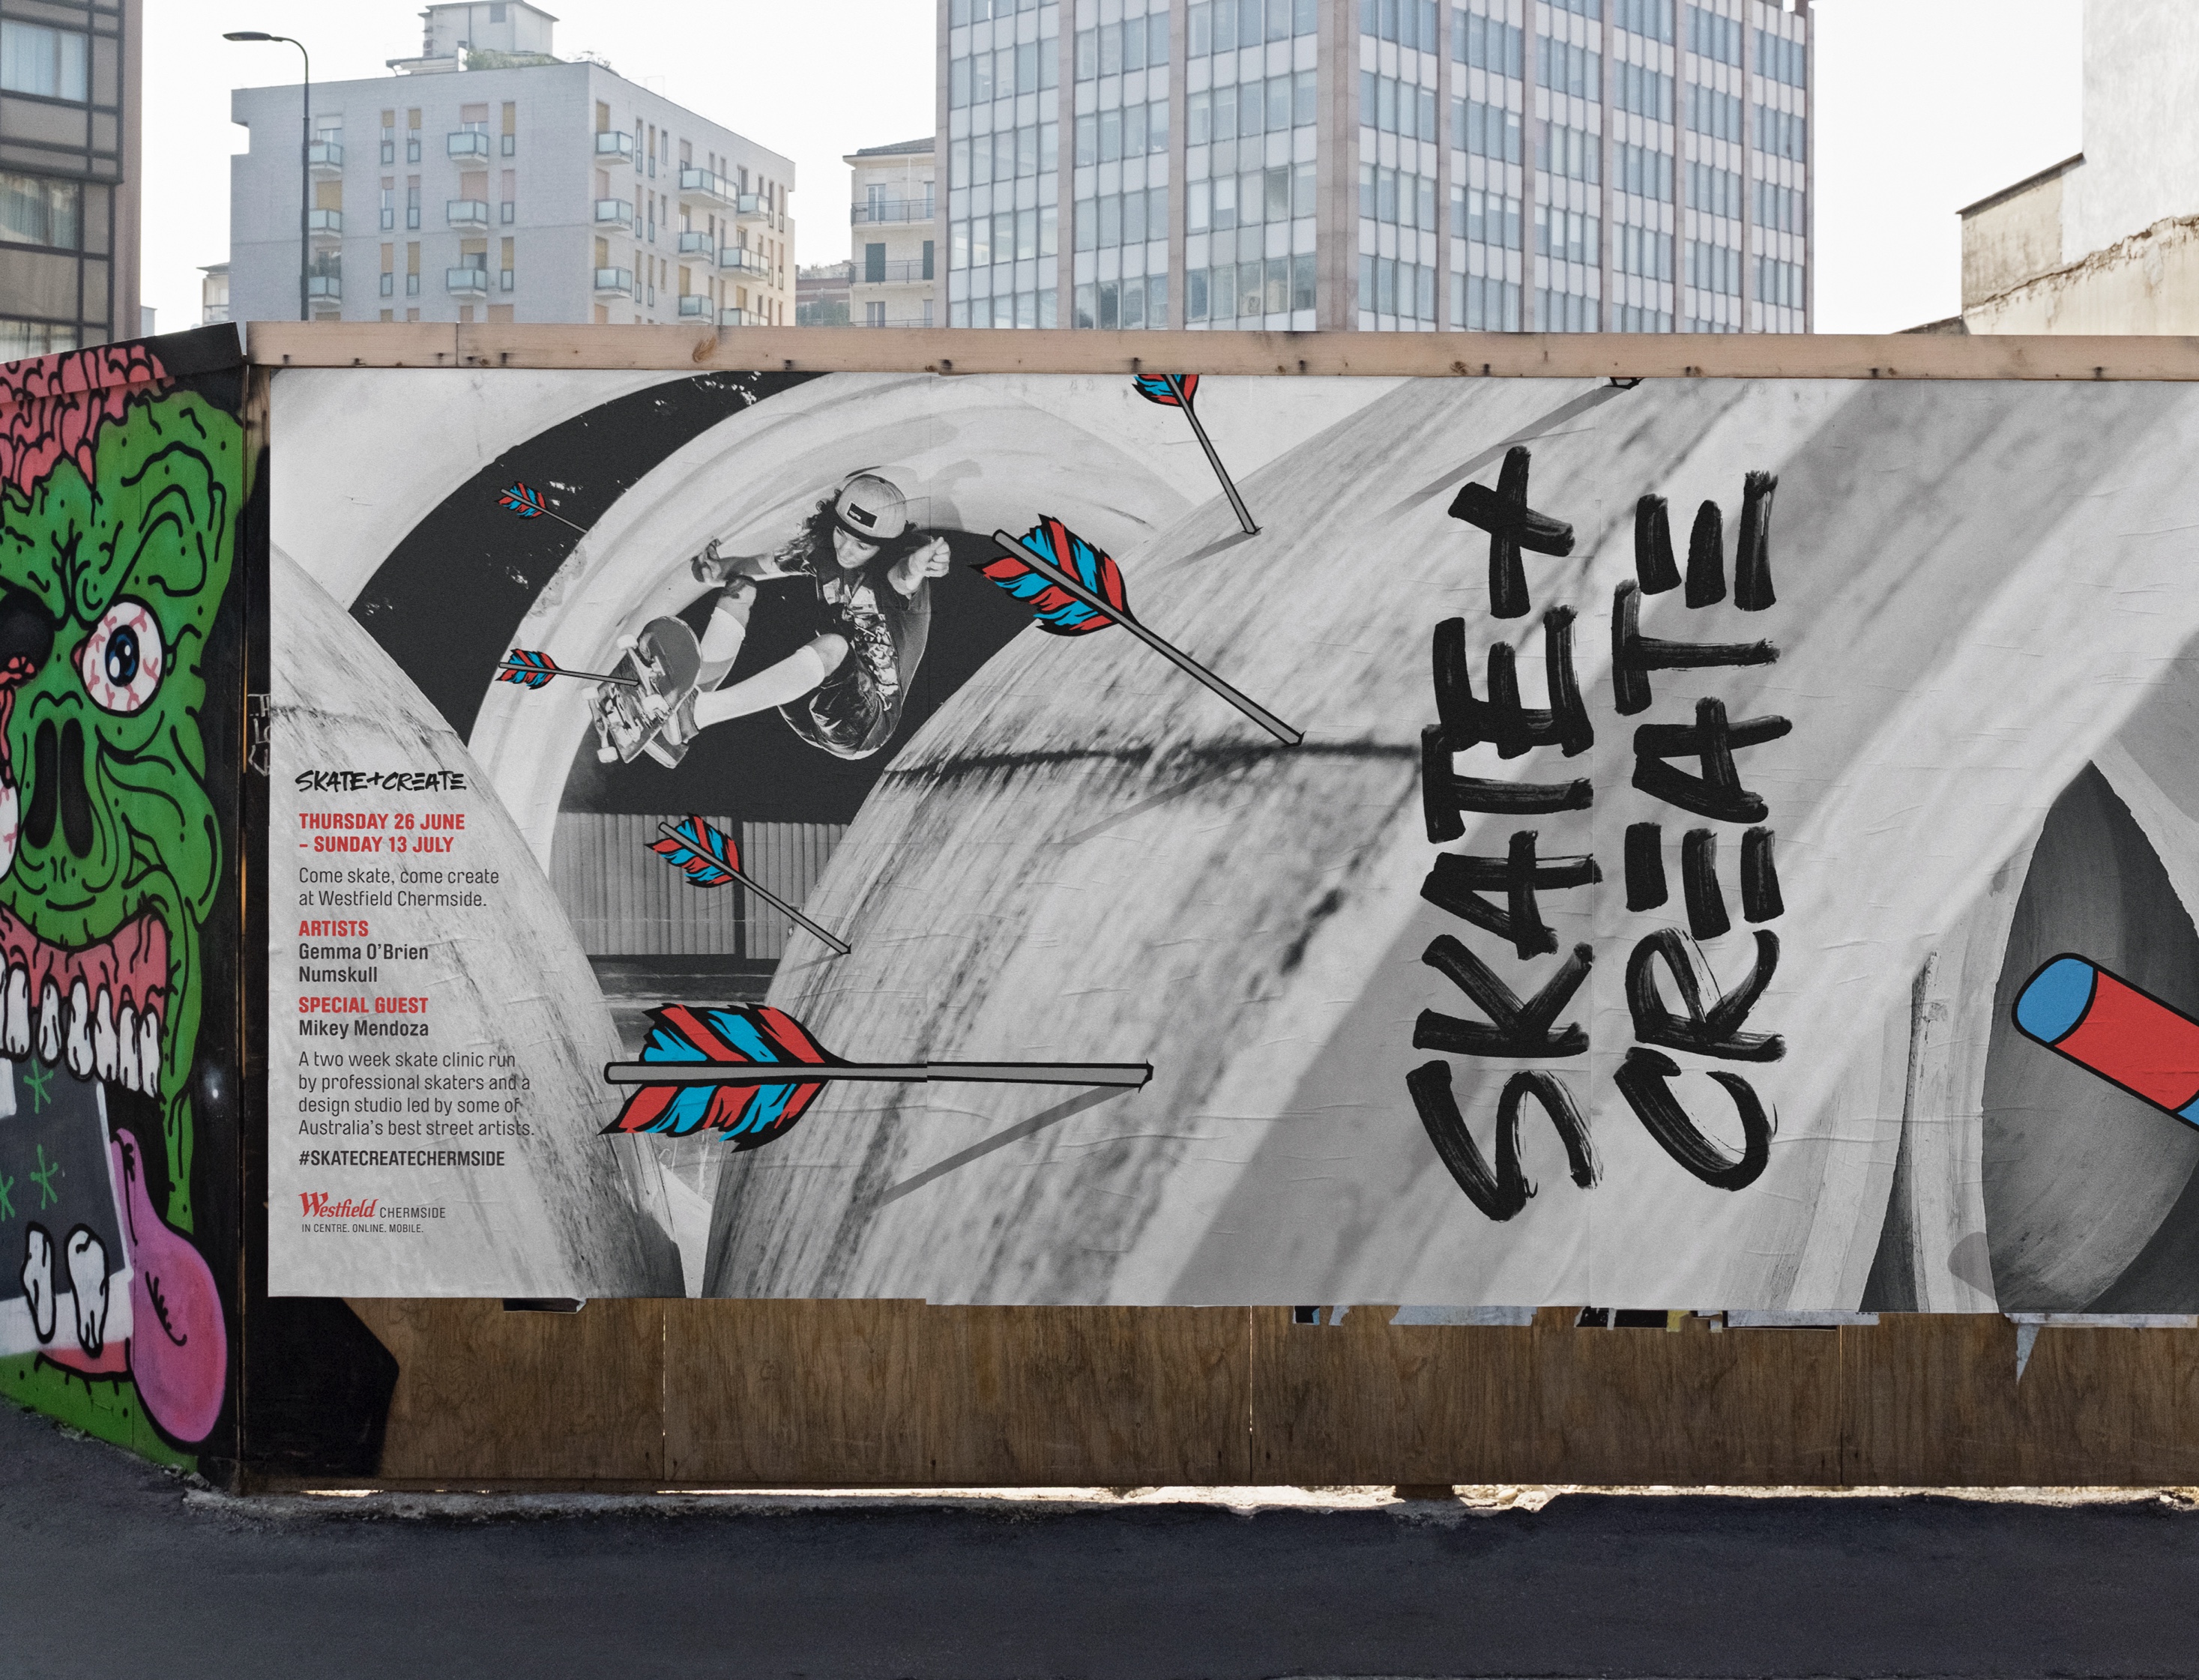 SKATE+CREATE
THURSDAY 26 JUNE
– SUNDAY 13 JULY
Come skate, come create
at Westfield Chermside.
ARTISTS
Gemma O'Brien
Numskull
SPECIAL GUEST
Mikey Mendoza
A two week skate clinic run
by professional skaters and a
design studio led by some of
Australia's best street artists.
#SKATECREATECHERMSIDE
Westfield CHERMSIDE
IN CENTRE. ONLINE. MOBILE.
SKATE+
CREATE